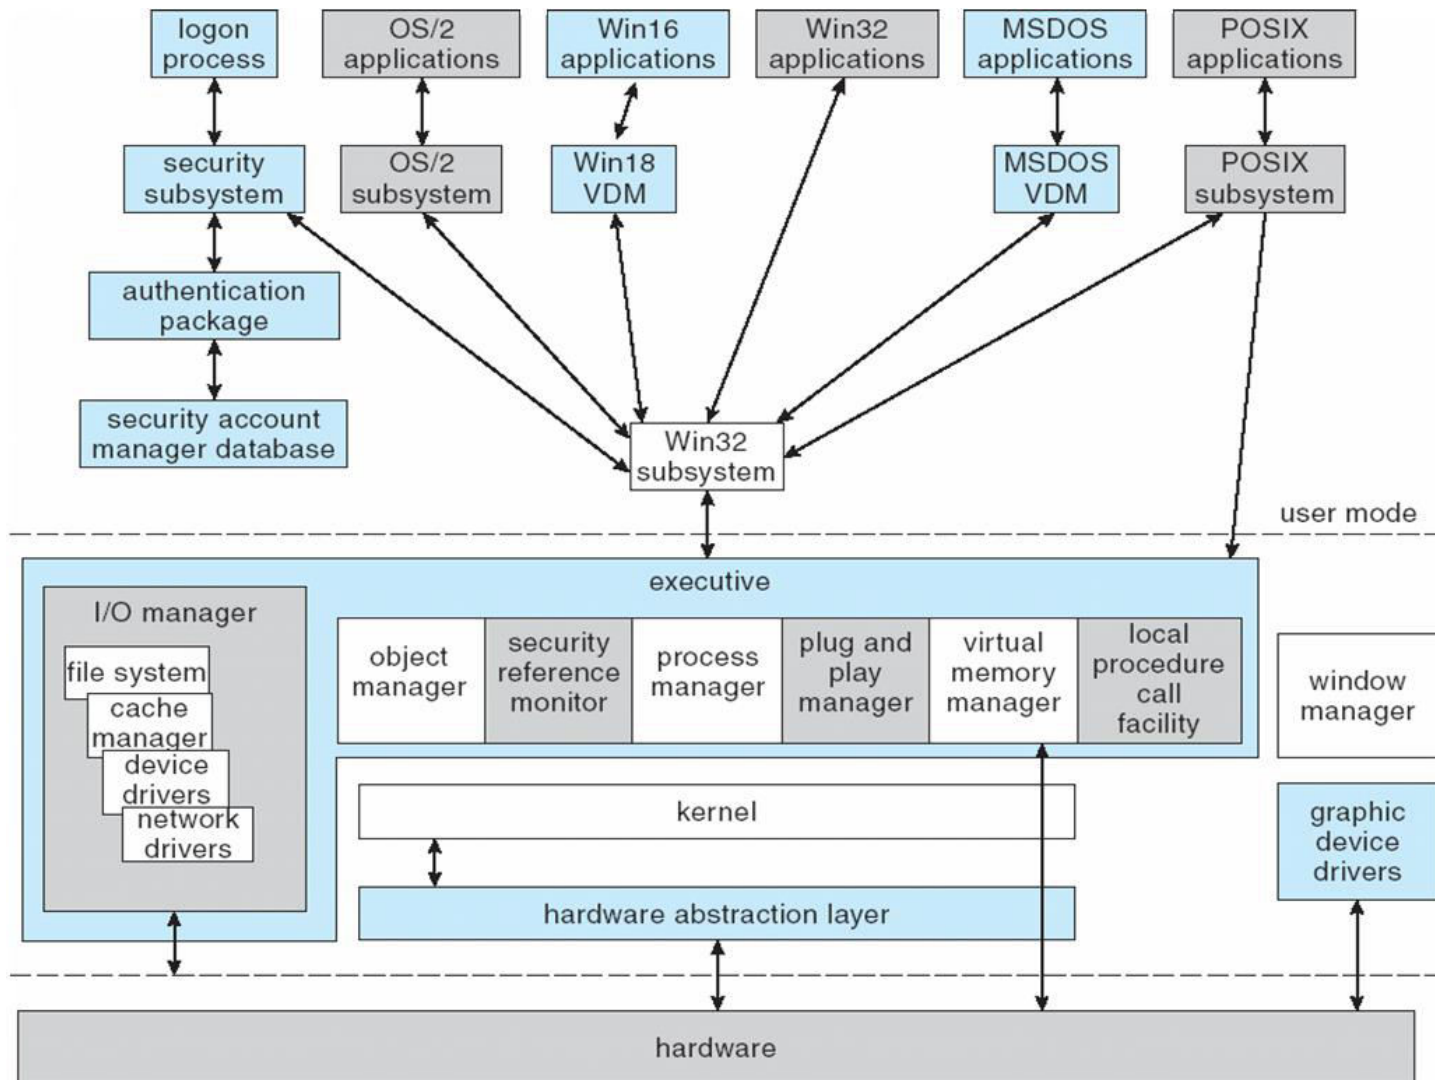 logon
process
OS/2
applications
Win16
applications
Win32
applications
MSDOS
applications
POSIX
applications
security
subsystem
OS/2
subsystem
Win18
VDM
MSDOS
VDM
POSIX
subsystem
authentication
package
security account
manager database
Win32
subsystem
user mode
executive
I/O manager
file system
cache
manager
device
drivers
network
drivers
object
manager
security
reference
monitor
process
manager
plug and
play
manager
virtual
memory
manager
local
procedure
call
facility
window
manager
kernel
graphic
device
drivers
hardware abstraction layer
hardware